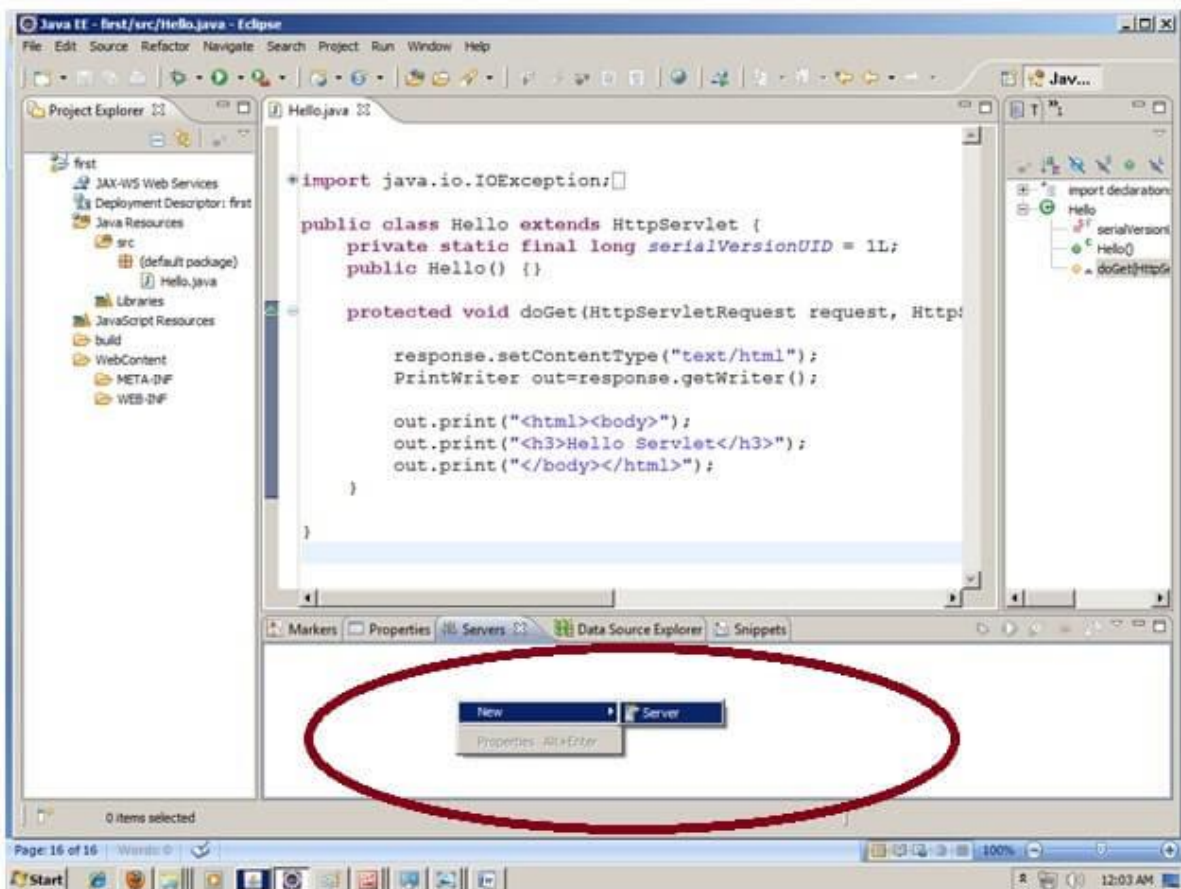 Java EE - first/src/Hello.java - Eclipse
File Edit Source Refactor Navigate Search Project Run Window Help
Jav...
Project Explorer
first
JAX-WS Web Services
Deployment Descriptor: first
Java Resources
src
(default package)
Hello.java
Libraries
JavaScript Resources
build
WebContent
META-INF
WEB-INF
Hello.java
import java.io.IOException;
public class Hello extends HttpServlet {
private static final long serialVersionUID = 1L;
public Hello() {}
protected void doGet(HttpServletRequest request, Https
response.setContentType("text/html");
PrintWriter out=response.getWriter();
out.print("<html><body>");
out.print("<h3>Hello Servlet</h3>");
out.print("</body></html>");
}
}
T
import declaration
Hello
serialVersionU
Hello()
doGet(HttpSe
Markers Properties Servers Data Source Explorer Snippets
New Server
Properties Alt+Enter
0 items selected
Page: 16 of 16 Words: 0 100%
Start 12:03 AM